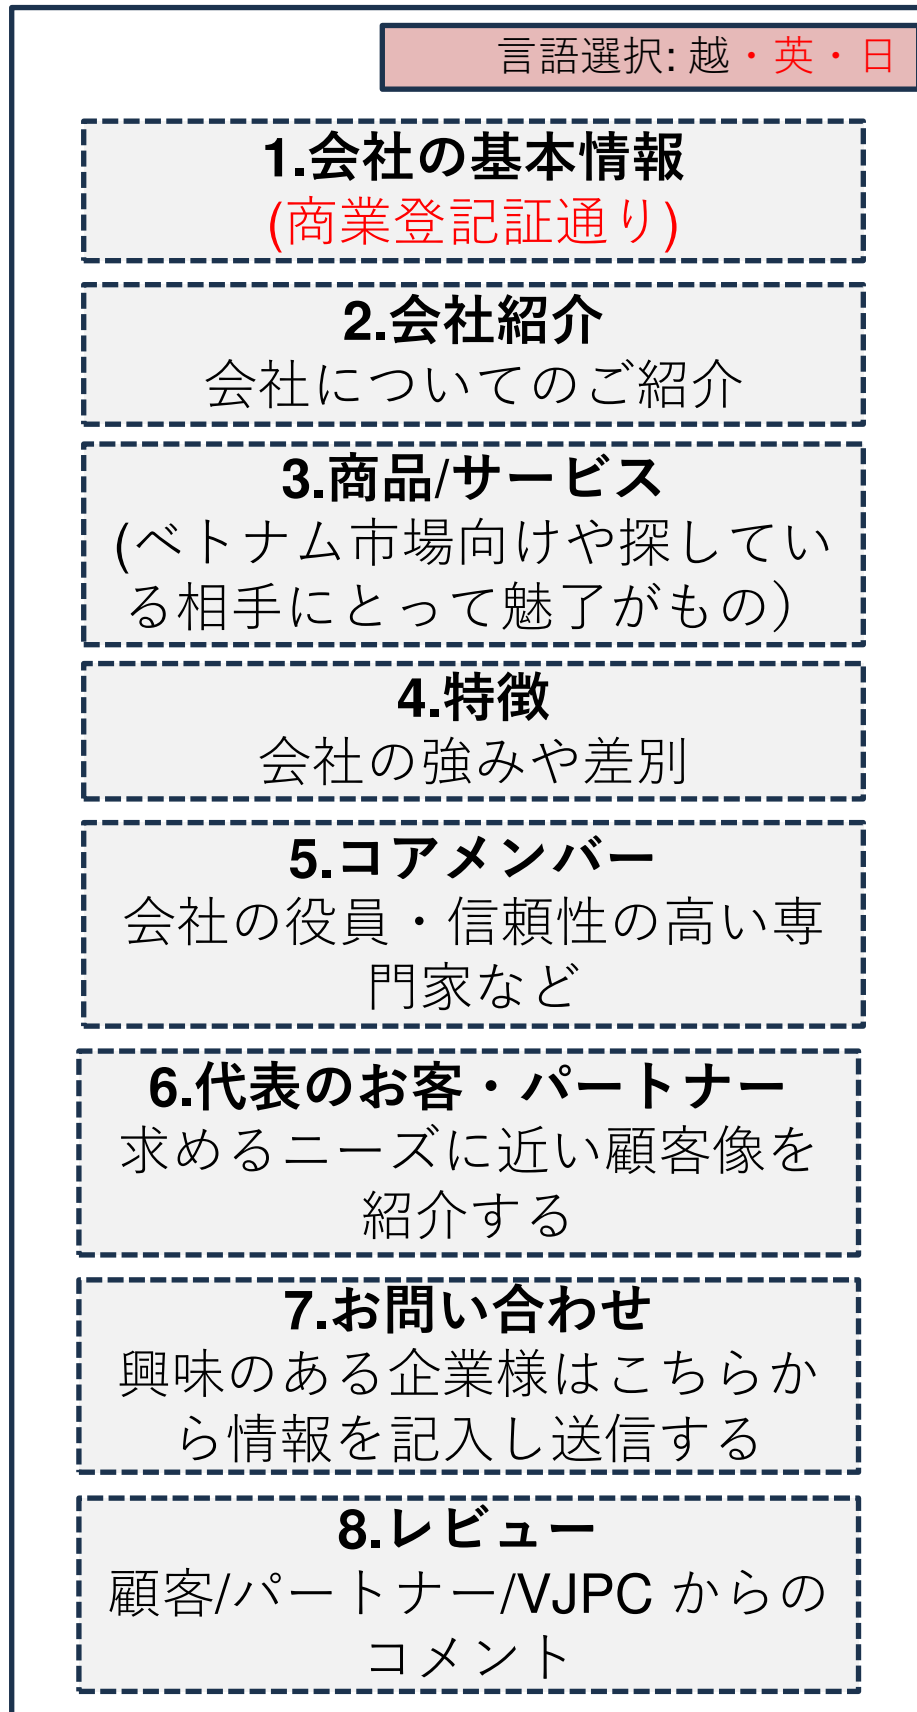 言語選択: 越・英・日
1.会社の基本情報
(商業登記証通り)
2.会社紹介
会社についてのご紹介
3.商品/サービス
(ベトナム市場向けや探してい
る相手にとって魅了がもの）
4.特徴
会社の強みや差別
5.コアメンバー
会社の役員・信頼性の高い専
門家など
6.代表のお客・パートナー
求めるニーズに近い顧客像を
紹介する
7.お問い合わせ
興味のある企業様はこちらか
ら情報を記入し送信する
8.レビュー
顧客/パートナー/VJPC からの
コメント